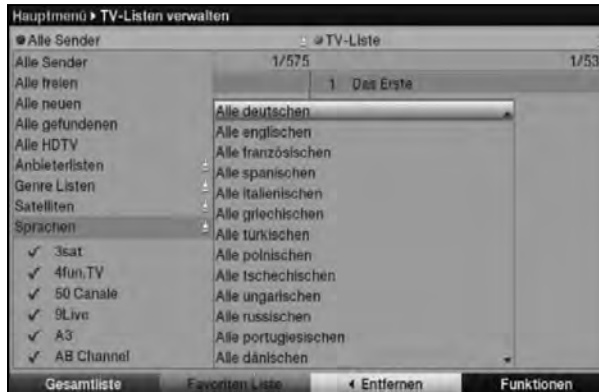 Hauptmenü ▸ TV-Listen verwalten
Alle Sender
TV-Liste
Alle Sender 1/575
1/53
Alle freien
1 Das Erste
Alle neuen
Alle gefundenen
Alle HDTV
Anbieterlisten
Genre Listen
Satelliten
Sprachen
✓ 3sat
✓ 4fun.TV
✓ 50 Canale
✓ 9Live
✓ A3
✓ AB Channel
Alle deutschen
Alle englischen
Alle französischen
Alle spanischen
Alle italienischen
Alle griechischen
Alle türkischen
Alle polnischen
Alle tschechischen
Alle ungarischen
Alle russischen
Alle portugiesischen
Alle dänischen
Gesamtliste
Favoriten Liste
Entfernen
Funktionen